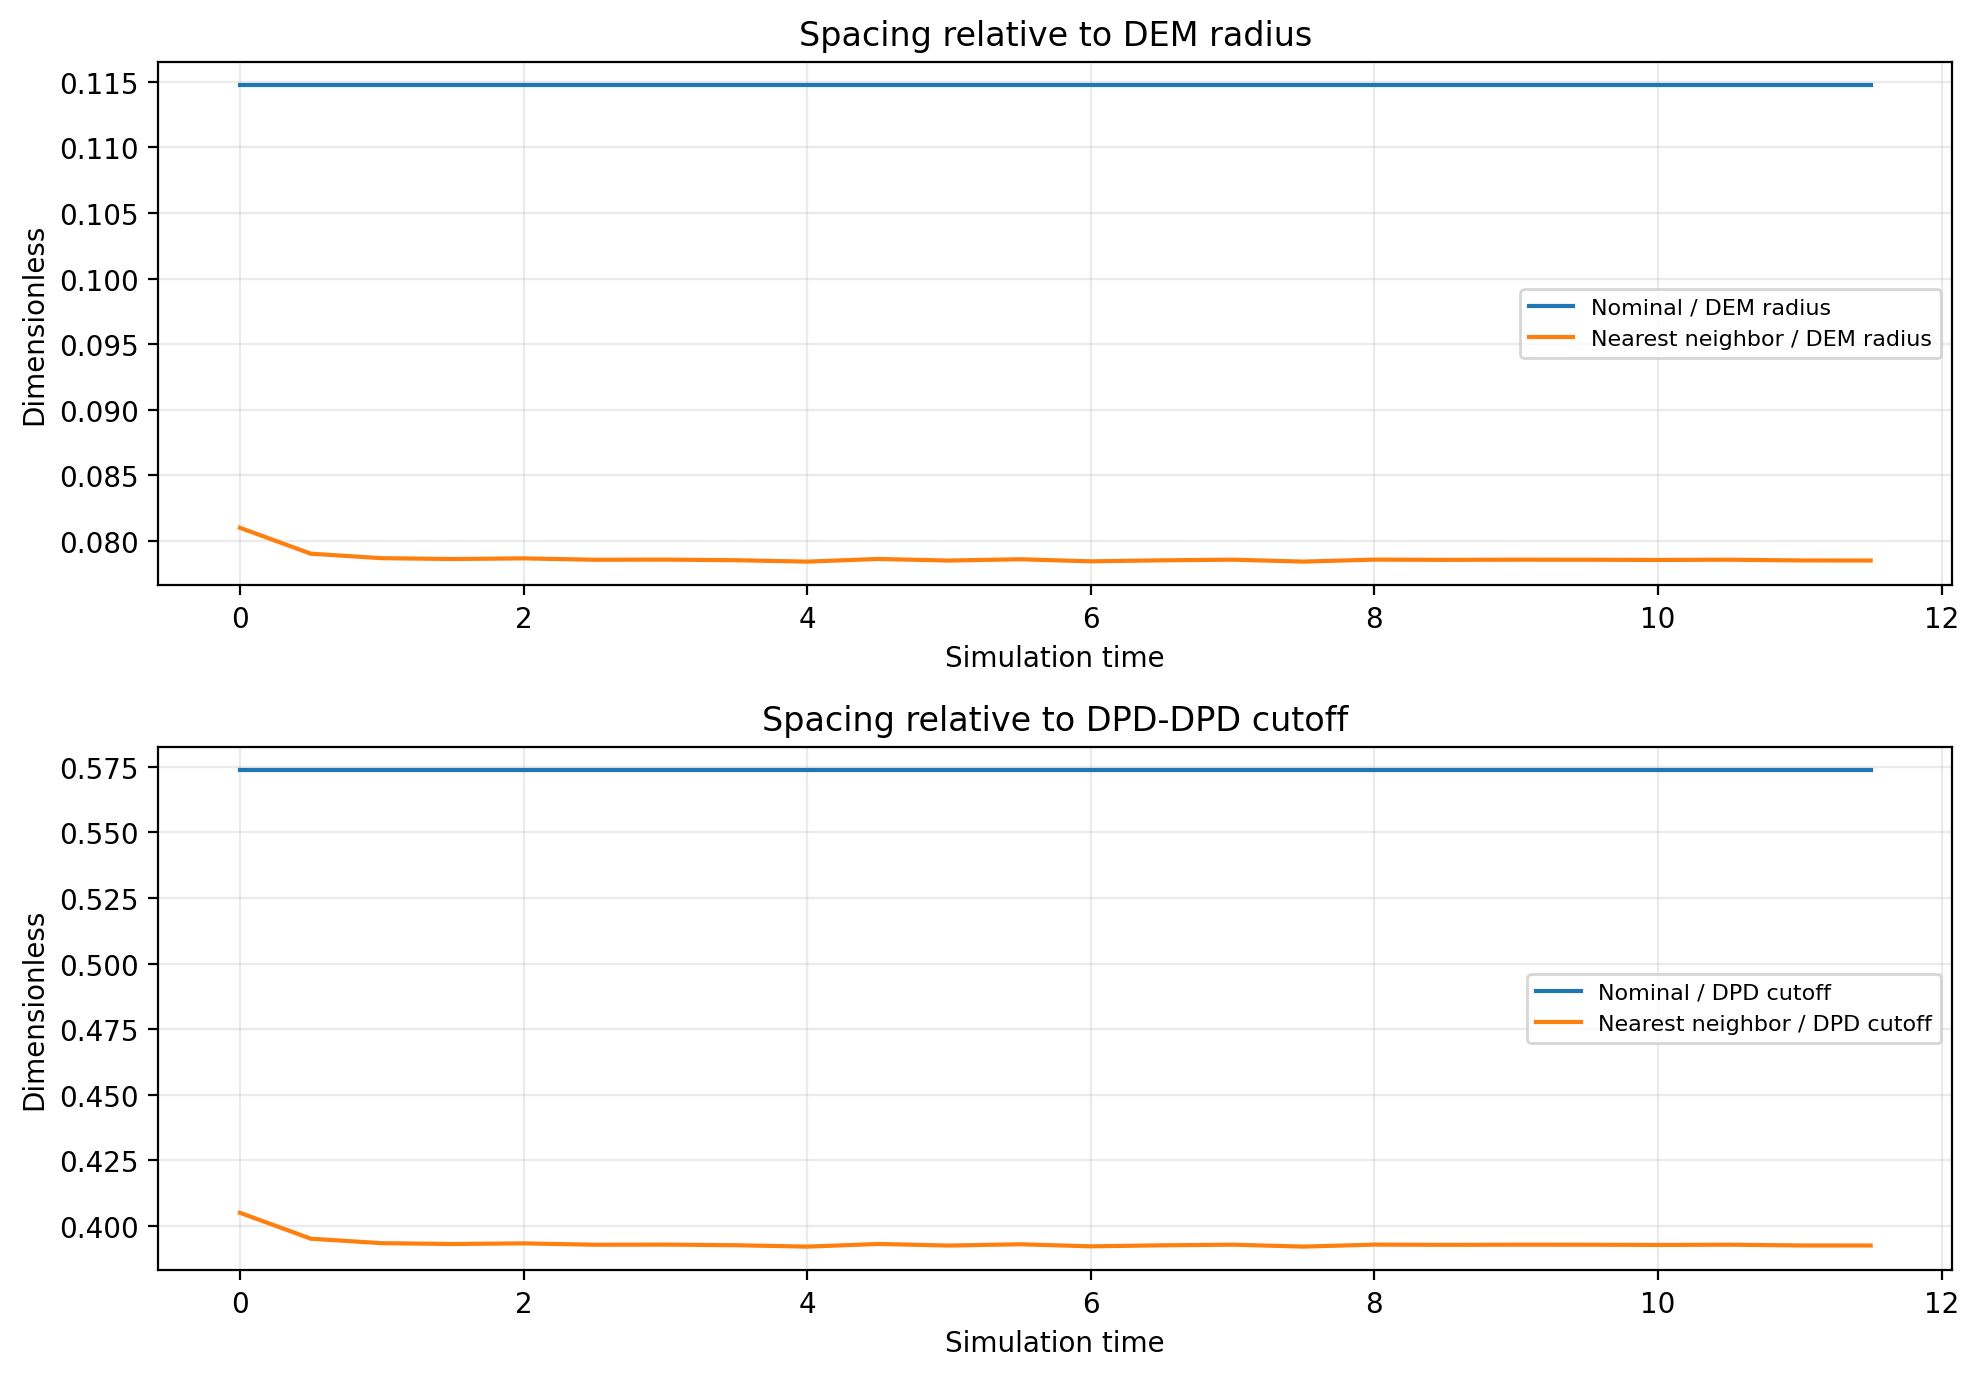 Spacing relative to DEM radius
0.115
0.110
0.105
0.100
0.095
0.090
0.085
0.080
Dimensionless
Nominal / DEM radius
Nearest neighbor / DEM radius
0 2 4 6 8 10 12
Simulation time
Spacing relative to DPD-DPD cutoff
0.575
0.550
0.525
0.500
0.475
0.450
0.425
0.400
Dimensionless
Nominal / DPD cutoff
Nearest neighbor / DPD cutoff
0 2 4 6 8 10 12
Simulation time